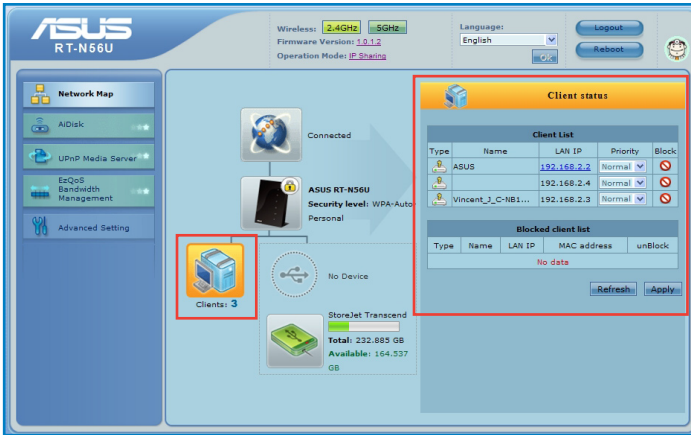 ASUS
RT-N56U
Wireless: 2.4GHz 5GHz
Firmware Version: 1.0.1.2
Operation Mode: IP Sharing
Language:
English
OK
Logout
Reboot
Network Map
AiDisk
UPnP Media Server
EzQoS
Bandwidth
Management
Advanced Setting
Connected
ASUS RT-N56U
Security level: WPA-Auto-
Personal
Clients: 3
No Device
StoreJet Transcend
Total: 232.885 GB
Available: 164.537
GB
Client status
Client List
Type Name LAN IP Priority Block
ASUS 192.168.2.2 Normal
192.168.2.4 Normal
Vincent_J_C-NB1... 192.168.2.3 Normal
Blocked client list
Type Name LAN IP MAC address unBlock
No data
Refresh Apply